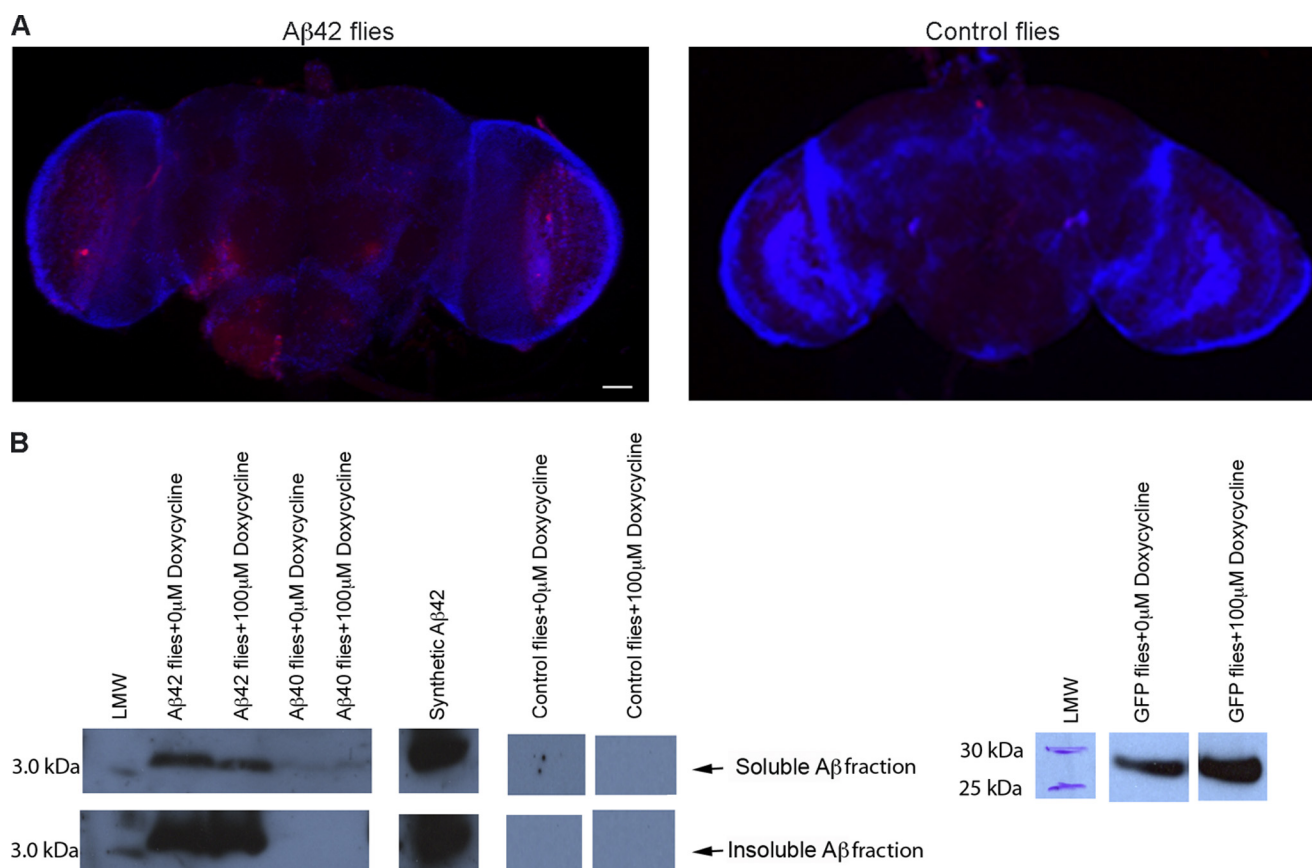 A
Aβ42 flies
Control flies
B
LMW
Aβ42 flies+0μM Doxycycline
Aβ42 flies+100μM Doxycycline
Aβ40 flies+0μM Doxycycline
Aβ40 flies+100μM Doxycycline
Synthetic Aβ42
Control flies+0μM Doxycycline
Control flies+100μM Doxycycline
LMW
GFP flies+0μM Doxycycline
GFP flies+100μM Doxycycline
3.0 kDa
Soluble Aβ fraction
30 kDa
25 kDa
3.0 kDa
Insoluble Aβ fraction